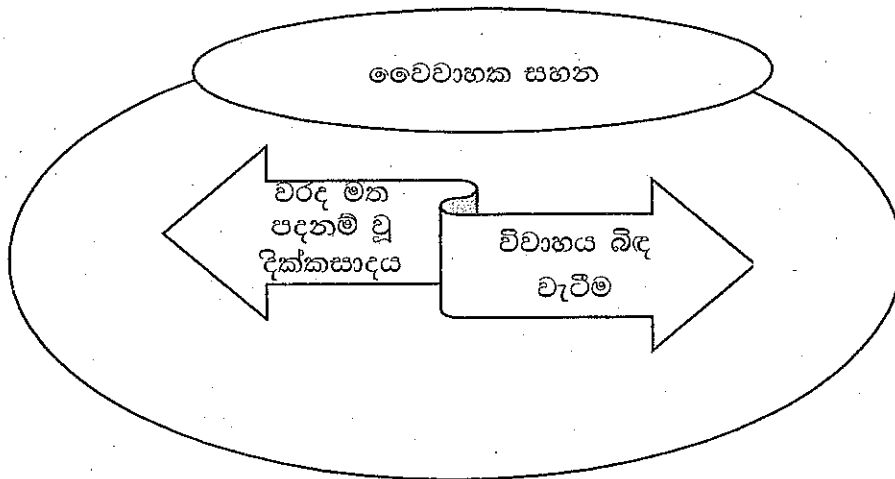 වෛවාහක සහන
වරද මත
පදනම් වූ
දික්කසාදය
විවාහය බිඳ
වැටීම